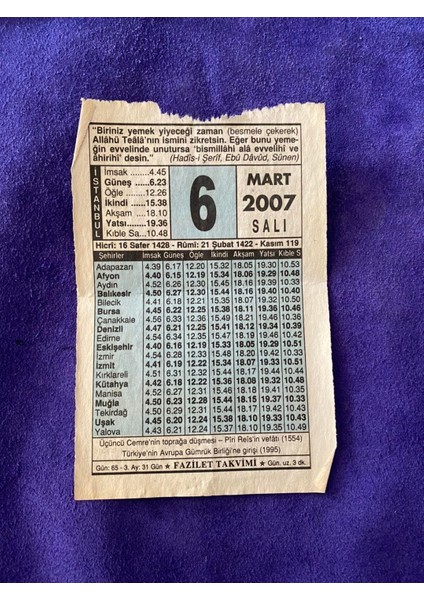 "Biriniz yemek yiyeceği zaman (besmele çekerek)
Allâhü Teâlâ'nın ismini zikretsin. Eğer bunu yeme-
ğin evvelinde unutursa 'bismillâhi alâ evvelihî ve
âhirihî' desin." (Hadîs-i Şerîf, Ebû Dâvûd, Sünen)
İSTANBUL
İmsak ........4.45
Güneş ......6.23
Öğle ........12.26
İkindi .....15.38
Akşam ....18.10
Yatsı.......19.36
Kıble Sa...10.48
6
MART
2007
SALI
Hicrî: 16 Safer 1428 - Rûmî: 21 Şubat 1422 - Kasım 119
Şehirler İmsak Güneş Öğle İkindi Akşam Yatsı Kıble S
Adapazarı 4.39 6.17 12.20 15.32 18.05 19.30 10.53
Afyon 4.40 6.15 12.19 15.34 18.06 19.29 10.48
Aydın 4.52 6.26 12.30 15.45 18.16 19.39 10.40
Balıkesir 4.50 6.27 12.30 15.44 18.16 19.40 10.40
Bilecik 4.41 6.18 12.21 15.35 18.07 19.31 10.50
Bursa 4.45 6.22 12.25 15.38 18.11 19.36 10.46
Çanakkale 4.56 6.33 12.36 15.49 18.21 19.46 10.36
Denizli 4.47 6.21 12.25 15.41 18.12 19.34 10.39
Edirne 4.54 6.34 12.35 15.47 18.19 19.46 10.41
Eskişehir 4.40 6.16 12.19 15.33 18.05 19.29 10.51
İzmir 4.54 6.28 12.33 15.48 18.20 19.42 10.33
İzmit 4.41 6.19 12.22 15.34 18.07 19.33 10.51
Kırklareli 4.51 6.31 12.32 15.44 18.17 19.44 10.44
Kütahya 4.42 6.18 12.22 15.36 18.08 19.32 10.48
Manisa 4.52 6.27 12.31 15.46 18.18 19.41
Muğla 4.50 6.23 12.28 15.44 18.15 19.36
Tekirdağ 4.50 6.29 12.31 15.44 18.17 19.42 10.45
Uşak 4.45 6.20 12.24 15.38 18.10 19.33 10.43
Yalova 4.43 6.21 12.24 15.37 18.10 19.35 10.49
Üçüncü Cemre'nin toprağa düşmesi – Pîrî Reîs'in vefâtı (1554)
Türkiye'nin Avrupa Gümrük Birliği'ne girişi (1995)
Gün: 65 - 3. Ay: 31 Gün ★ FAZİLET TAKVİMİ ★ Gün. uz. 3 dk.